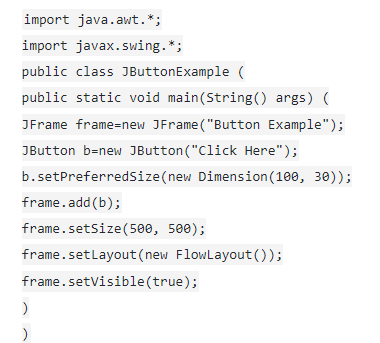 import java.awt.*;
import javax.swing.*;
public class JButtonExample (
public static void main(String() args) (
JFrame frame=new JFrame("Button Example");
JButton b=new JButton("Click Here");
b.setPreferredSize(new Dimension(100, 30));
frame.add(b);
frame.setSize(500, 500);
frame.setLayout(new FlowLayout());
frame.setVisible(true);
)
)